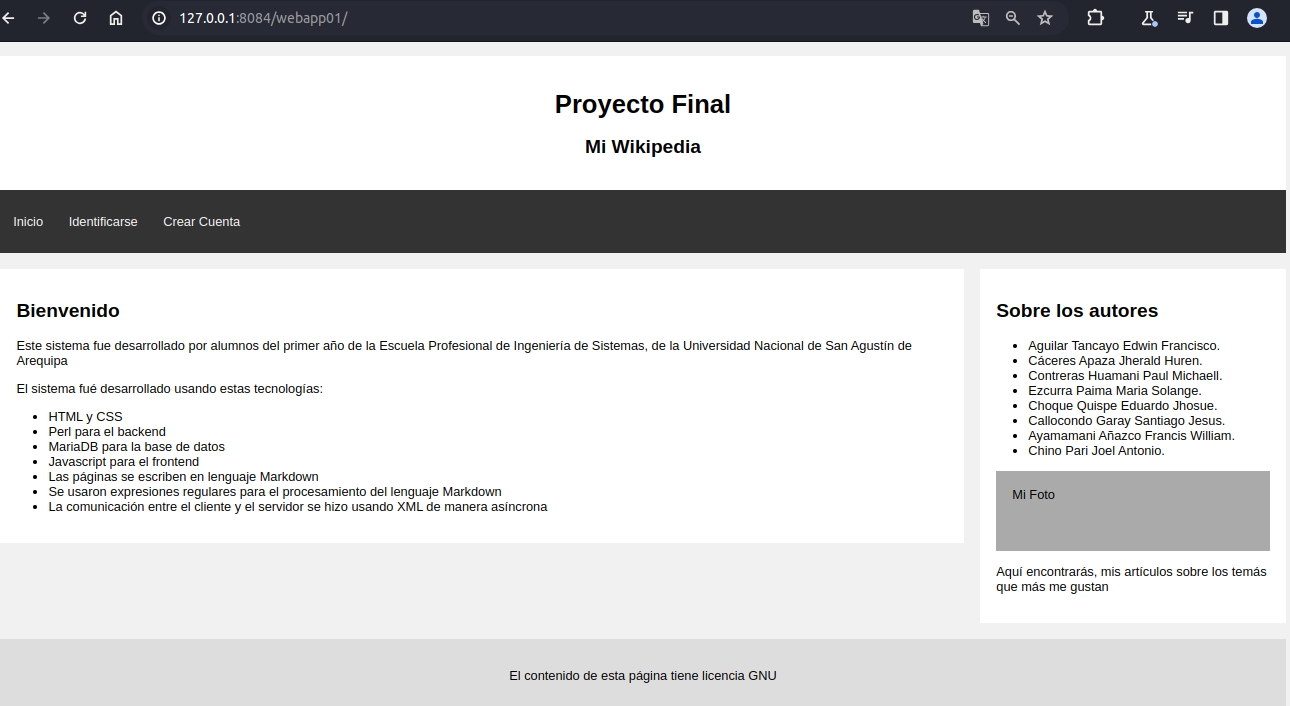 127.0.0.1:8084/webapp01/
Proyecto Final
Mi Wikipedia
Inicio Identificarse Crear Cuenta
Bienvenido
Este sistema fue desarrollado por alumnos del primer año de la Escuela Profesional de Ingeniería de Sistemas, de la Universidad Nacional de San Agustín de
Arequipa
El sistema fué desarrollado usando estas tecnologías:
HTML y CSS
Perl para el backend
MariaDB para la base de datos
Javascript para el frontend
Las páginas se escriben en lenguaje Markdown
Se usaron expresiones regulares para el procesamiento del lenguaje Markdown
La comunicación entre el cliente y el servidor se hizo usando XML de manera asíncrona
Sobre los autores
Aguilar Tancayo Edwin Francisco.
Cáceres Apaza Jherald Huren.
Contreras Huamani Paul Michaell.
Ezcurra Paima Maria Solange.
Choque Quispe Eduardo Jhosue.
Callocondo Garay Santiago Jesus.
Ayamamani Añazco Francis William.
Chino Pari Joel Antonio.
Mi Foto
Aquí encontrarás, mis artículos sobre los temás
que más me gustan
El contenido de esta página tiene licencia GNU